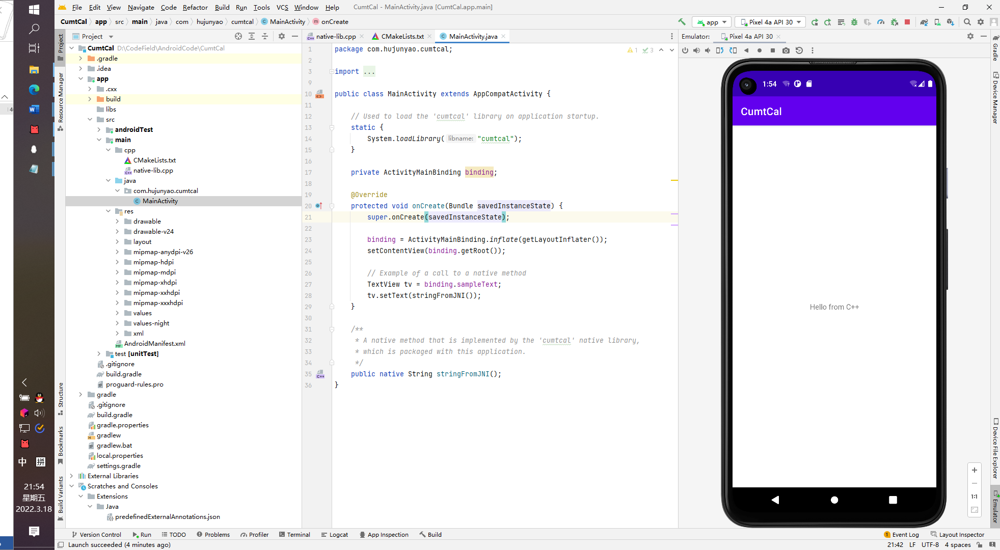 File Edit View Navigate Code Refactor Build Run Tools VCS Window Help CumtCal - MainActivity.java [CumtCal.app.main]
CumtCal app src main java com hujunyao cumtcal MainActivity onCreate
app Pixel 4a API 30
Project
native-lib.cpp CMakeLists.txt MainActivity.java
Emulator: Pixel 4a API 30
Project
Resource Manager
Structure
Bookmarks
Build Variants
CumtCal D:\CodeField\AndroidCode\CumtCal
.gradle
.idea
app
.cxx
build
libs
src
androidTest
main
cpp
CMakeLists.txt
native-lib.cpp
java
com.hujunyao.cumtcal
MainActivity
res
drawable
drawable-v24
layout
mipmap-anydpi-v26
mipmap-hdpi
mipmap-mdpi
mipmap-xhdpi
mipmap-xxhdpi
mipmap-xxxhdpi
values
values-night
xml
AndroidManifest.xml
test [unitTest]
.gitignore
build.gradle
proguard-rules.pro
gradle
.gitignore
build.gradle
gradle.properties
gradlew
gradlew.bat
local.properties
settings.gradle
External Libraries
Scratches and Consoles
Extensions
Java
predefinedExternalAnnotations.json
1 package com.hujunyao.cumtcal;
2
3 import ...
9
10 public class MainActivity extends AppCompatActivity {
11
12 // Used to load the 'cumtcal' library on application startup.
13 static {
14 System.loadLibrary( libname: "cumtcal");
15 }
16
17 private ActivityMainBinding binding;
18
19 @Override
20 protected void onCreate(Bundle savedInstanceState) {
21 super.onCreate(savedInstanceState);
22
23 binding = ActivityMainBinding.inflate(getLayoutInflater());
24 setContentView(binding.getRoot());
25
26 // Example of a call to a native method
27 TextView tv = binding.sampleText;
28 tv.setText(stringFromJNI());
29 }
30
31 /**
32 * A native method that is implemented by the 'cumtcal' native library,
33 * which is packaged with this application.
34 */
35 public native String stringFromJNI();
36 }
1 3
1:54
CumtCal
Hello from C++
1:1
Gradle
Device Manager
Device File Explorer
Emulator
W
中 拼
21:54
星期五
2022.3.18
Version Control Run TODO Problems Profiler Terminal Logcat App Inspection Build
1 Event Log Layout Inspector
Launch succeeded (4 minutes ago)
21:42 LF UTF-8 4 spaces